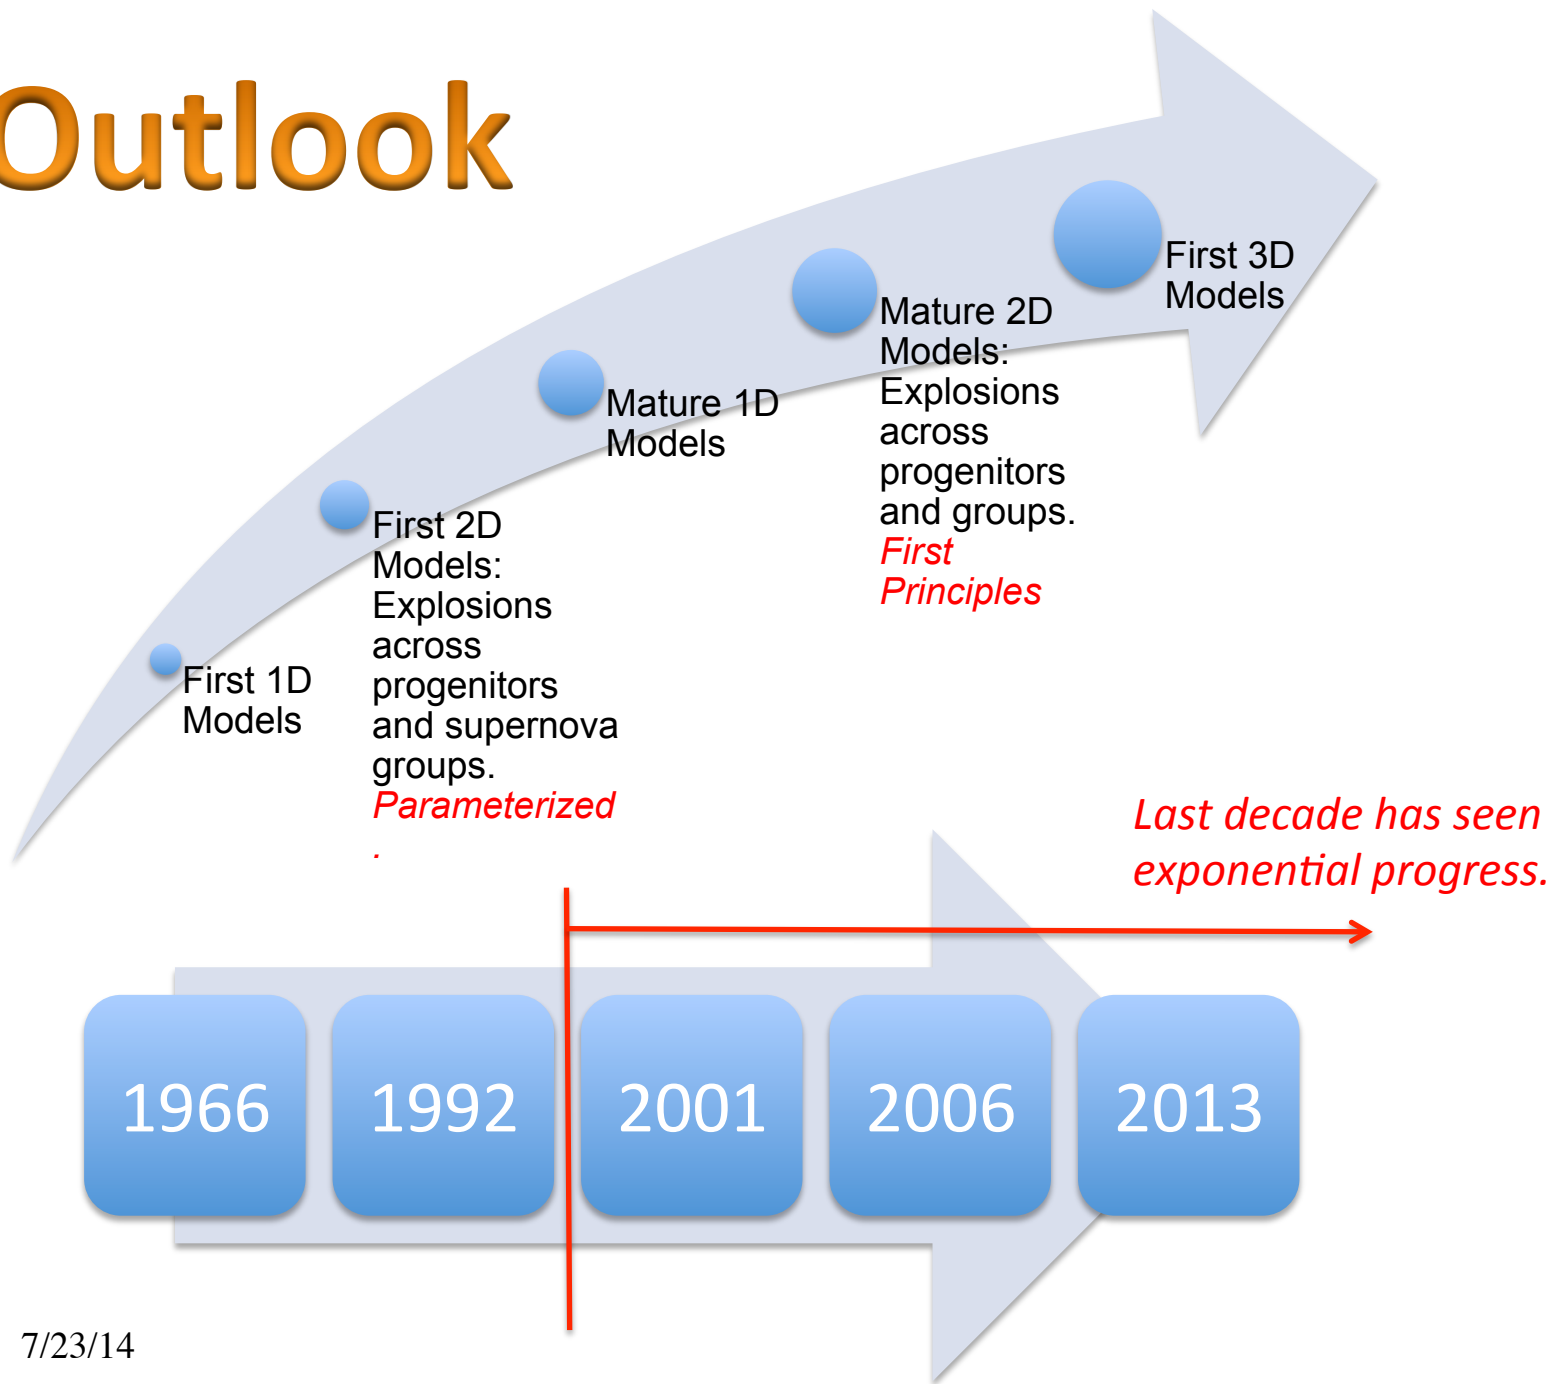 Outlook
First 3D
Models
Mature 2D
Models:
Explosions
across
progenitors
and groups.
First
Principles
Mature 1D
Models
First 2D
Models:
Explosions
across
progenitors
and supernova
groups.
Parameterized
.
First 1D
Models
Last decade has seen
exponential progress.
1966 1992 2001 2006 2013
7/23/14